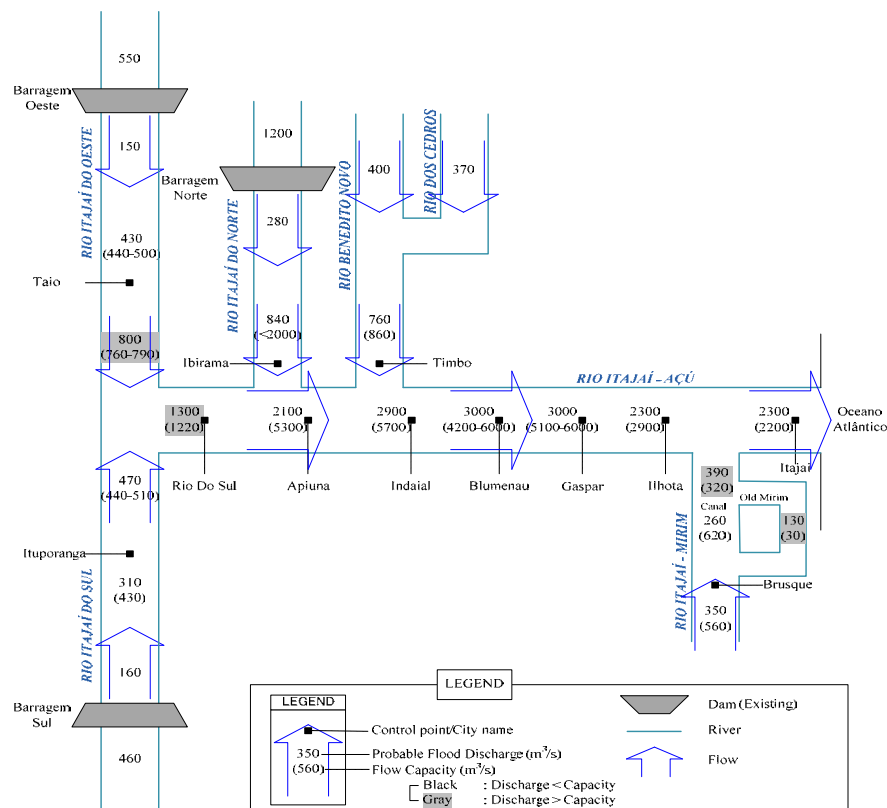 550
Barragem
Oeste
150
RIO ITAJAÍ DO OESTE
430
(440-500)
Taio
800
(760-790)
1200
Barragem
Norte
280
RIO ITAJAÍ DO NORTE
840
(<2000)
Ibirama
400
370
RIO BENEDITO NOVO
RIO DOS CEDROS
760
(860)
Timbo
RIO ITAJAÍ - AÇÚ
1300
(1220)
Rio Do Sul
2100
(5300)
Apiuna
2900
(5700)
Indaial
3000
(4200-6000)
Blumenau
3000
(5100-6000)
Gaspar
2300
(2900)
Ilhota
2300
(2200)
Itajaí
Oceano
Atlântico
470
(440-510)
Ituporanga
310
(430)
RIO ITAJAÍ DO SUL
160
Barragem
Sul
460
390
(320)
Canal
260
(620)
Old Mirim
130
(30)
Brusque
RIO ITAJAÍ - MIRIM
350
(560)
LEGEND
LEGEND
Control point/City name
350 Probable Flood Discharge (m³/s)
(560) Flow Capacity (m³/s)
Black : Discharge < Capacity
Gray : Discharge > Capacity
Dam (Existing)
River
Flow